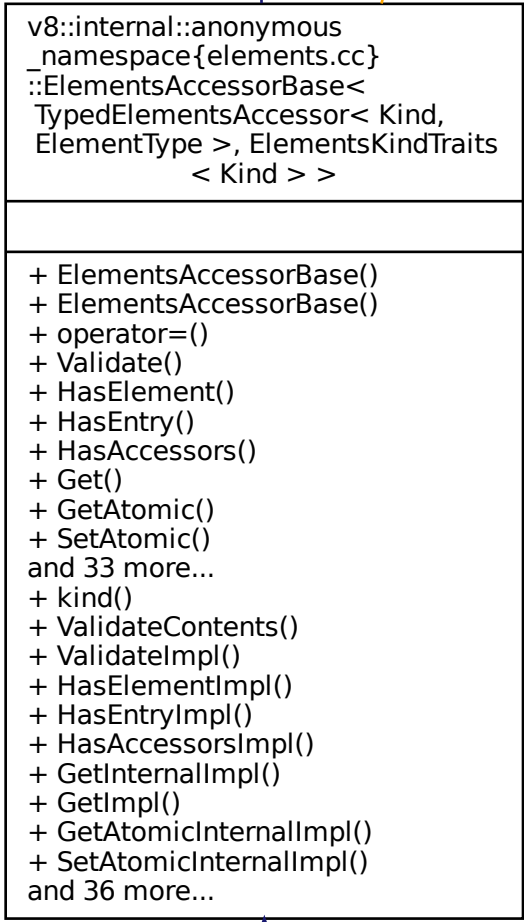 v8::internal::anonymous
_namespace{elements.cc}
::ElementsAccessorBase<
TypedElementsAccessor< Kind,
ElementType >, ElementsKindTraits
< Kind > >
+ ElementsAccessorBase()
+ ElementsAccessorBase()
+ operator=()
+ Validate()
+ HasElement()
+ HasEntry()
+ HasAccessors()
+ Get()
+ GetAtomic()
+ SetAtomic()
and 33 more...
+ kind()
+ ValidateContents()
+ ValidateImpl()
+ HasElementImpl()
+ HasEntryImpl()
+ HasAccessorsImpl()
+ GetInternalImpl()
+ GetImpl()
+ GetAtomicInternalImpl()
+ SetAtomicInternalImpl()
and 36 more...